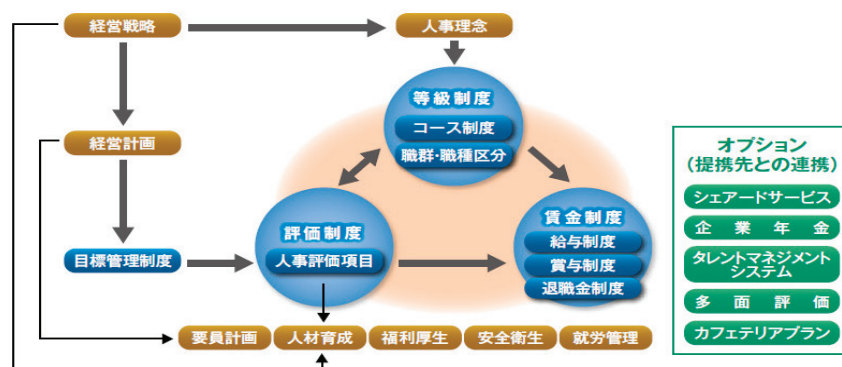 経営戦略
人事理念
等級制度
コース制度
職群・職種区分
経営計画
評価制度
人事評価項目
目標管理制度
賃金制度
給与制度
賞与制度
退職金制度
要員計画
人材育成
福利厚生
安全衛生
就労管理
オプション
(提携先との連携)
シェアードサービス
企業年金
タレントマネジメント
システム
多面評価
カフェテリアプラン